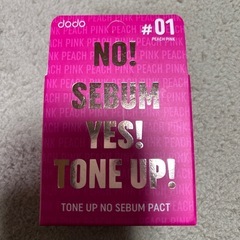 dodo
#01
PEACH PINK
NO!
SEBUM
YES!
TONE UP!
TONE UP NO SEBUM PACT